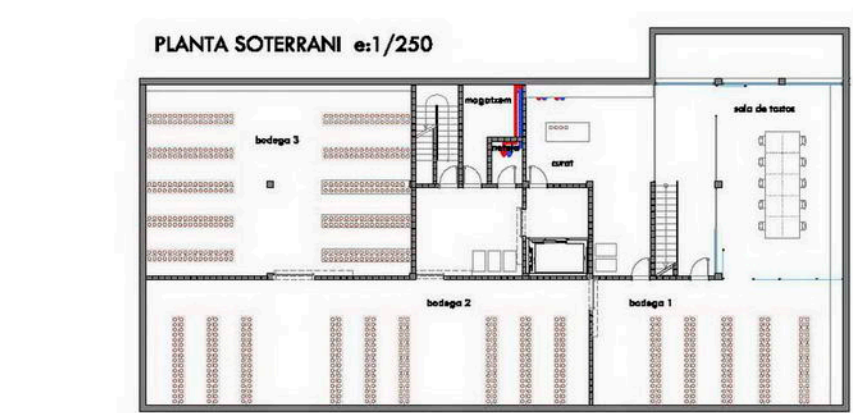 PLANTA SOTERRANI e:1/250
magatzem
sala de tastos
bodega 3
curat
bodega 2
bodega 1